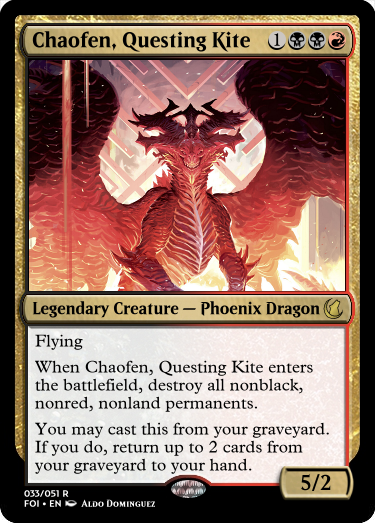 Chaofen, Questing Kite 1
Legendary Creature — Phoenix Dragon
Flying
When Chaofen, Questing Kite enters
the battlefield, destroy all nonblack,
nonred, nonland permanents.
You may cast this from your graveyard.
If you do, return up to 2 cards from
your graveyard to your hand.
5/2
033/051 R
FOI • EN Aldo Dominguez